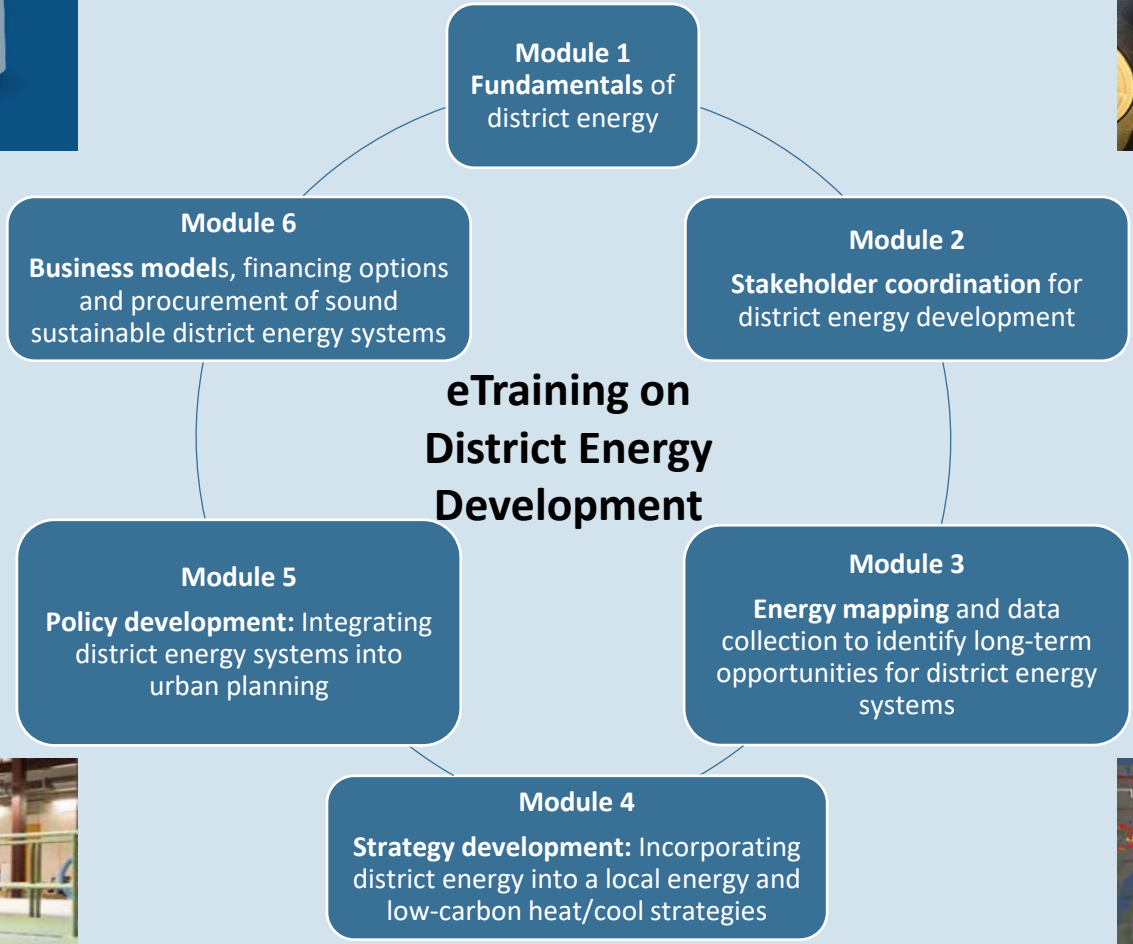 Module 1
Fundamentals of
district energy
Module 2
Stakeholder coordination for
district energy development
Module 3
Energy mapping and data
collection to identify long-term
opportunities for district energy
systems
Module 4
Strategy development: Incorporating
district energy into a local energy and
low-carbon heat/cool strategies
Module 5
Policy development: Integrating
district energy systems into
urban planning
Module 6
Business models, financing options
and procurement of sound
sustainable district energy systems
eTraining on
District Energy
Development